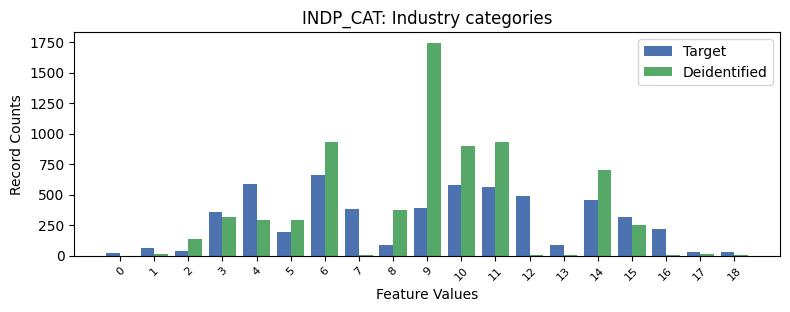 INDP_CAT: Industry categories
Target
Deidentified
Record Counts
1750
1500
1250
1000
750
500
250
0
0 1 2 3 4 5 6 7 8 9 10 11 12 13 14 15 16 17 18
Feature Values